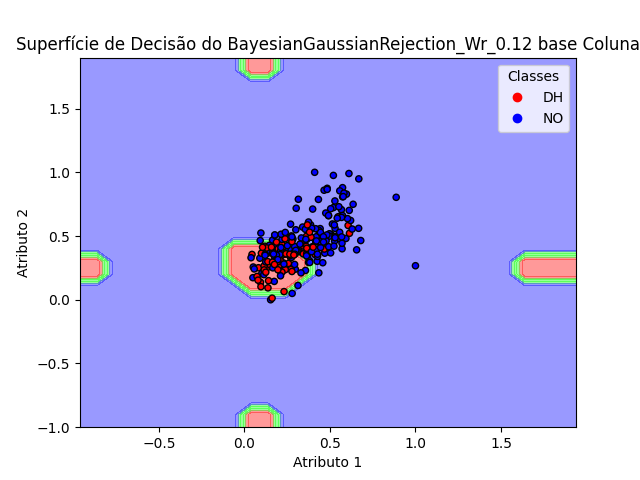 Superfície de Decisão do BayesianGaussianRejection_Wr_0.12 base Coluna
Classes
DH
NO
Atributo 2
1.5
1.0
0.5
0.0
−0.5
−1.0
−0.5
0.0
0.5
1.0
1.5
Atributo 1